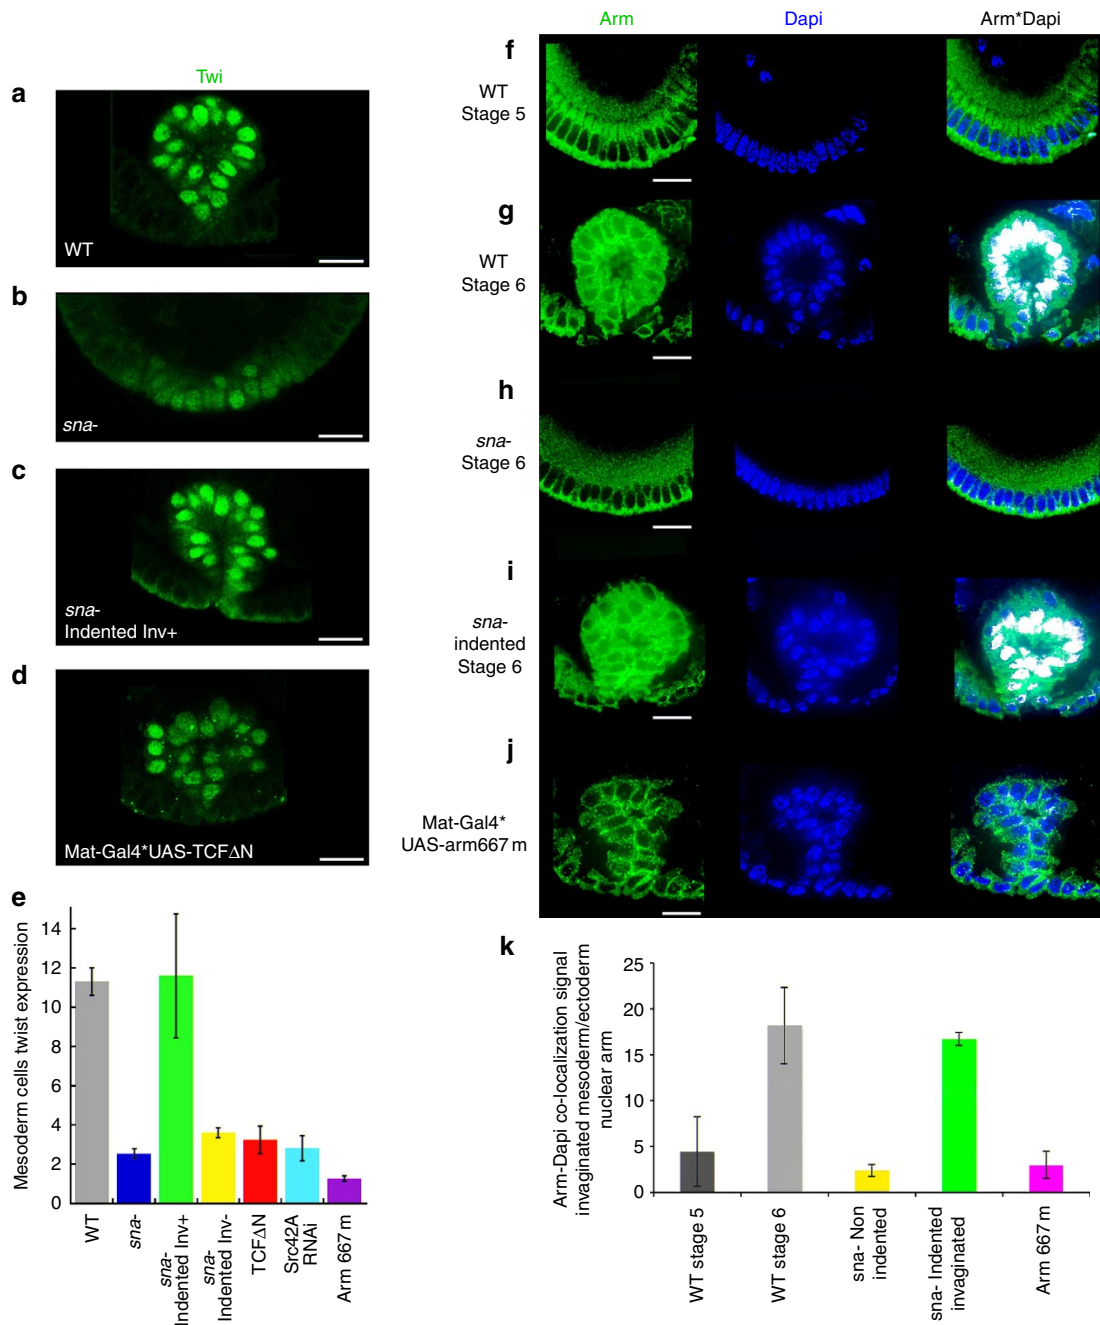 Twi
a
WT
b
sna-
c
sna-
Indented Inv+
d
Mat-Gal4*UAS-TCFΔN
e
Mesoderm cells twist expression
14
12
10
8
6
4
2
0
WT
sna-
sna-
Indented Inv+
sna-
Indented Inv-
TCFΔN
Src42A
RNAi
Arm 667 m
Arm
Dapi
Arm*Dapi
f
WT
Stage 5
g
WT
Stage 6
h
sna-
Stage 6
i
sna-
indented
Stage 6
j
Mat-Gal4*
UAS-arm667 m
k
Arm-Dapi co-localization signal
invaginated mesoderm/ectoderm
nuclear arm
25
20
15
10
5
0
WT stage 5
WT stage 6
sna- Non
indented
sna- Indented
invaginated
Arm 667 m